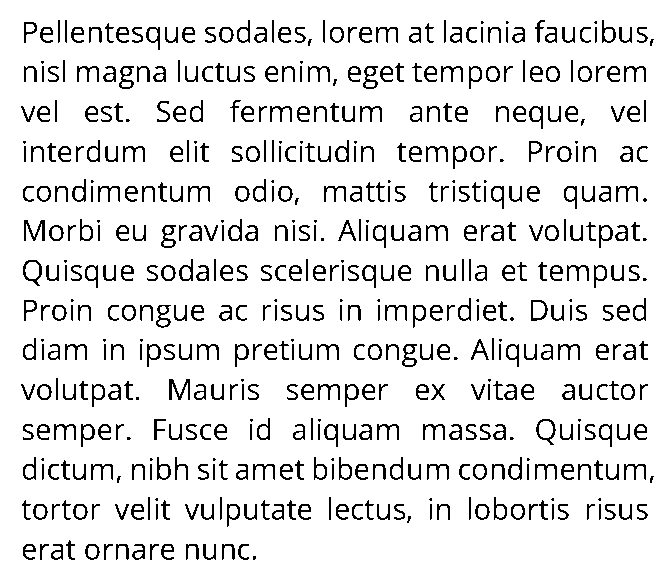 Pellentesque sodales, lorem at lacinia faucibus,
nisl magna luctus enim, eget tempor leo lorem
vel est. Sed fermentum ante neque, vel
interdum elit sollicitudin tempor. Proin ac
condimentum odio, mattis tristique quam.
Morbi eu gravida nisi. Aliquam erat volutpat.
Quisque sodales scelerisque nulla et tempus.
Proin congue ac risus in imperdiet. Duis sed
diam in ipsum pretium congue. Aliquam erat
volutpat. Mauris semper ex vitae auctor
semper. Fusce id aliquam massa. Quisque
dictum, nibh sit amet bibendum condimentum,
tortor velit vulputate lectus, in lobortis risus
erat ornare nunc.